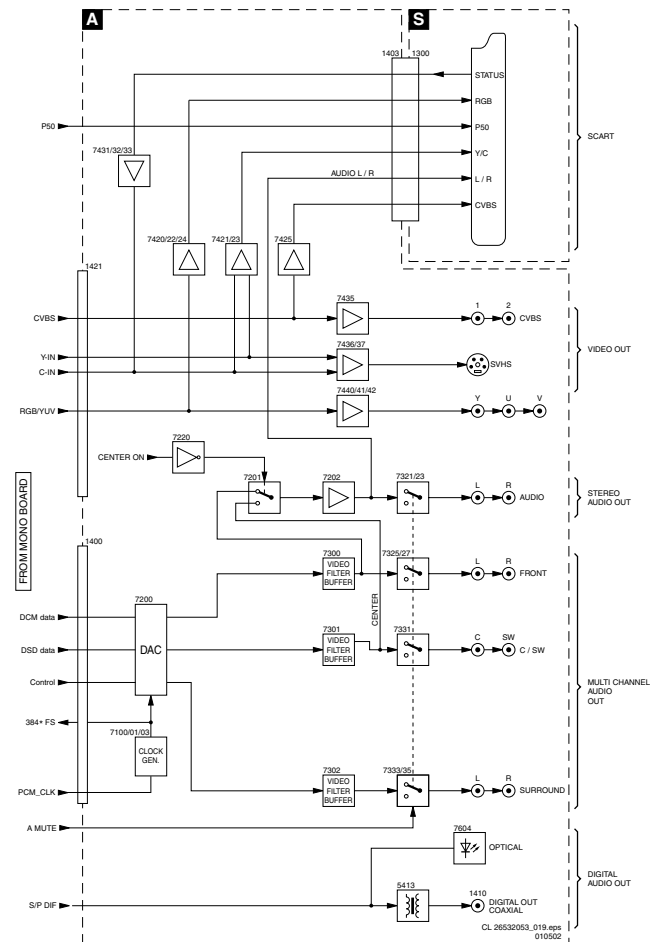 A
S
1403 1300
STATUS
RGB
P50
P50
7431/32/33
Y/C
AUDIO L / R
L / R
CVBS
SCART
7420/22/24
7421/23
7425
1421
7435
1
2
CVBS
CVBS
7436/37
Y-IN
C-IN
SVHS
VIDEO OUT
7440/41/42
RGB/YUV
Y
U
V
7220
CENTER ON
7201
7202
7321/23
L
R
AUDIO
STEREO
AUDIO OUT
FROM MONO BOARD
1400
7300
VIDEO
FILTER
BUFFER
7325/27
L
R
FRONT
CENTER
7200
DAC
DCM data
DSD data
Control
7301
VIDEO
FILTER
BUFFER
7331
C
SW
C / SW
MULTI CHANNEL
AUDIO
OUT
384+ FS
7100/01/03
CLOCK
GEN.
PCM_CLK
7302
VIDEO
FILTER
BUFFER
7333/35
L
R
SURROUND
A MUTE
7604
OPTICAL
DIGITAL
AUDIO OUT
5413
1410
S/P DIF
DIGITAL OUT
COAXIAL
CL 26532053_019.eps
010502